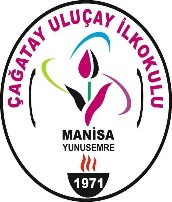 ÇAĞATAY ULUÇAY İLKOKULU
MANİSA
YUNUSEMRE
1971